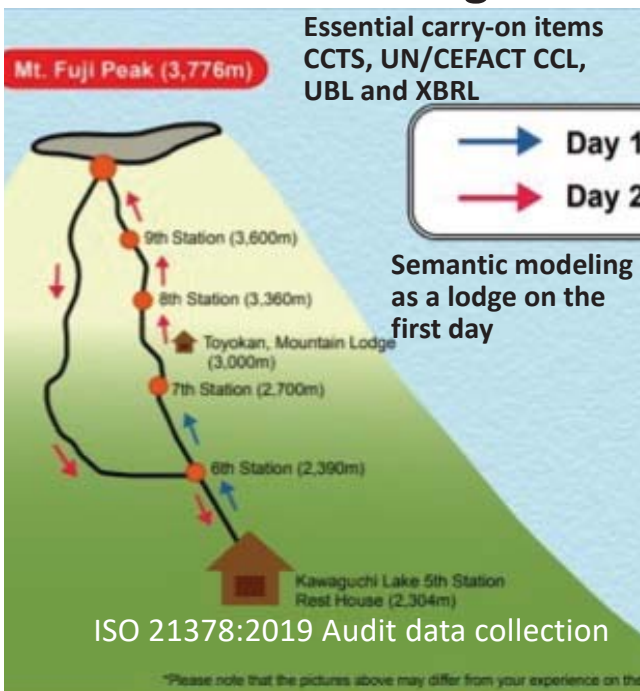 Essential carry-on items
CCTS, UN/CEFACT CCL,
UBL and XBRL
Mt. Fuji Peak (3,776m)
Day 1
Day 2
9th Station (3,600m)
Semantic modeling
as a lodge on the
first day
8th Station (3,360m)
Toyokan, Mountain Lodge
(3,000m)
7th Station (2,700m)
6th Station (2,390m)
Kawaguchi Lake 5th Station
Rest House (2,304m)
ISO 21378:2019 Audit data collection
*Please note that the pictures above may differ from your experience on the